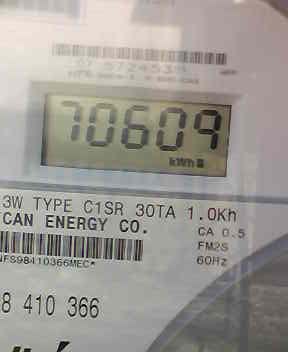 70609
kWh
3W TYPE C1SR 30TA 1.0Kh
CAN ENERGY CO.
CA 0.5
FM2S
60Hz
NFS98410366MEC*
8 410 366